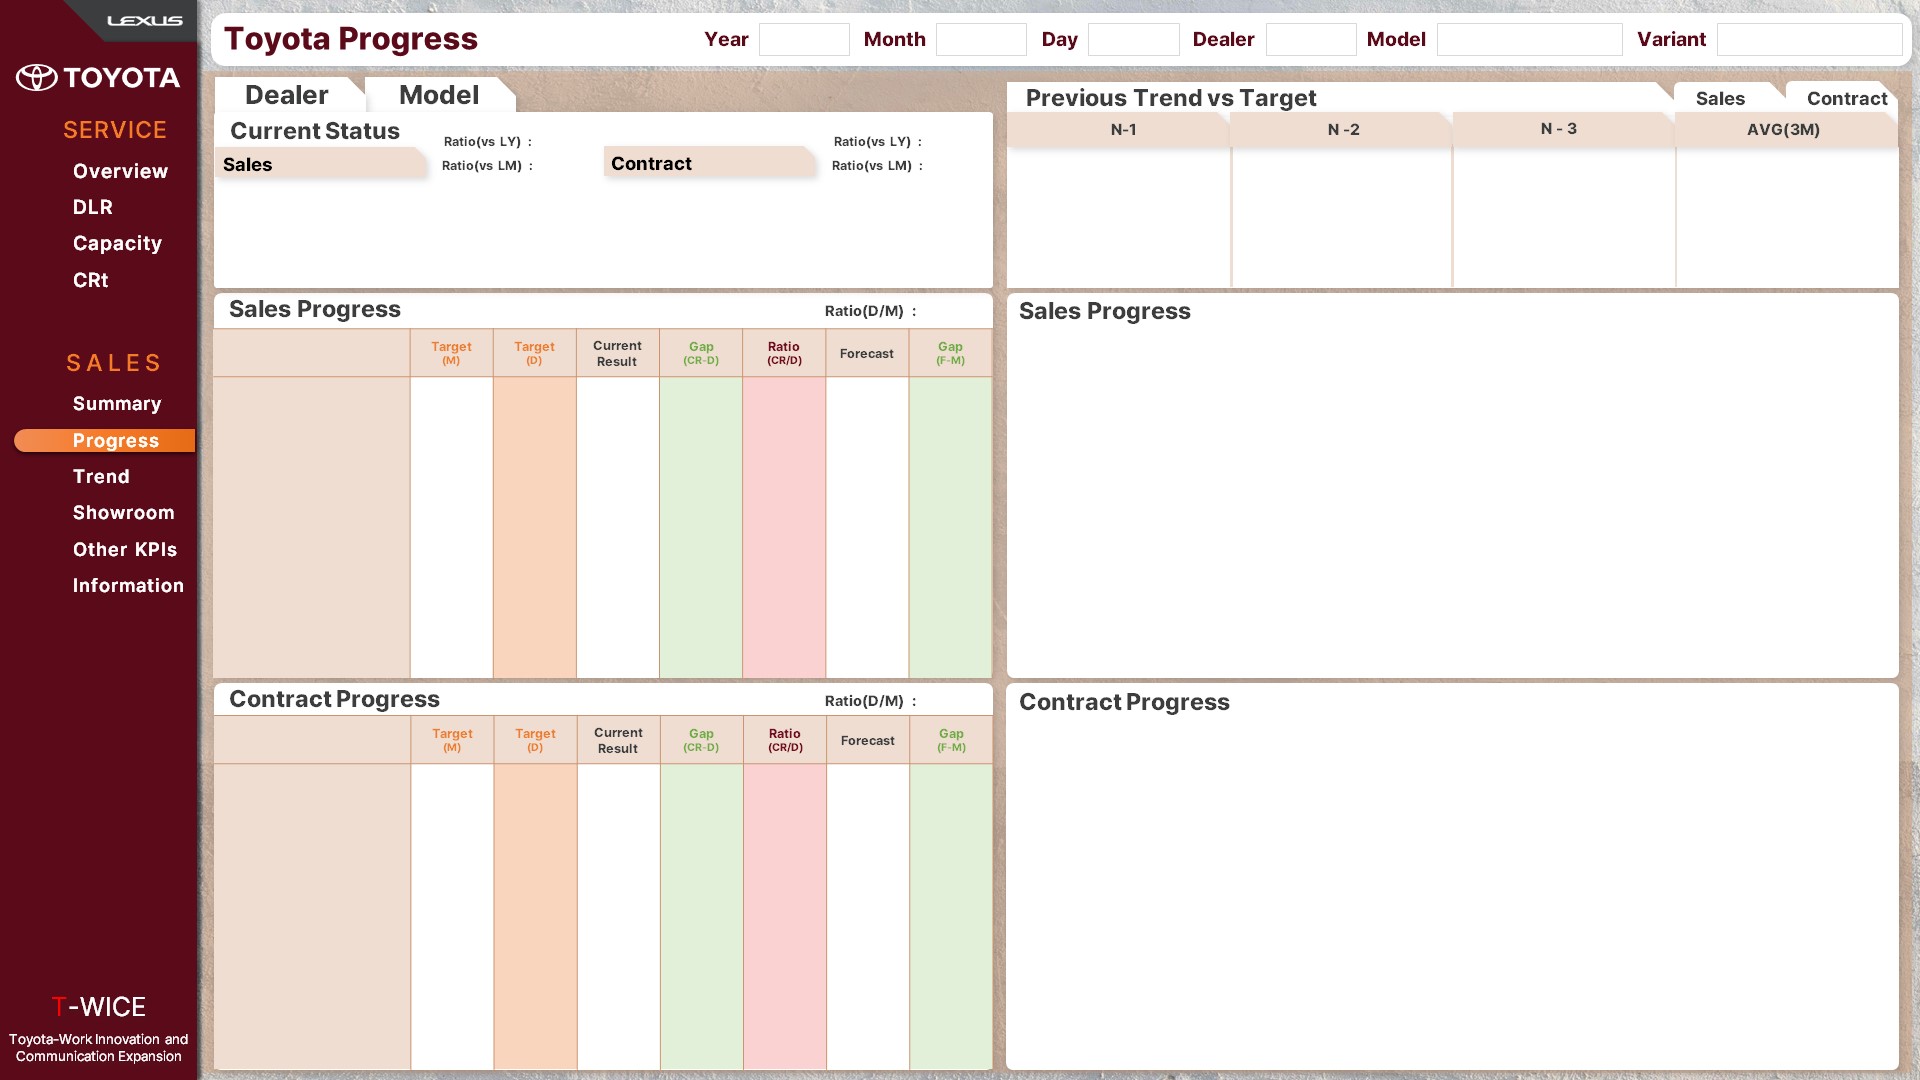 LEXUS
TOYOTA
SERVICE
Overview
DLR
Capacity
CRt
SALES
Summary
Progress
Trend
Showroom
Other KPIs
Information
T-WICE
Toyota-Work Innovation and
Communication Expansion
Toyota Progress
Year
Month
Day
Dealer
Model
Variant
Dealer
Model
Current Status
Sales
Ratio(vs LY) :
Ratio(vs LM) :
Contract
Ratio(vs LY) :
Ratio(vs LM) :
Previous Trend vs Target
Sales
Contract
N-1
N -2
N - 3
AVG(3M)
Sales Progress
Ratio(D/M) :
Target
(M)
Target
(D)
Current
Result
Gap
(CR-D)
Ratio
(CR/D)
Forecast
Gap
(F-M)
Sales Progress
Contract Progress
Ratio(D/M) :
Target
(M)
Target
(D)
Current
Result
Gap
(CR-D)
Ratio
(CR/D)
Forecast
Gap
(F-M)
Contract Progress